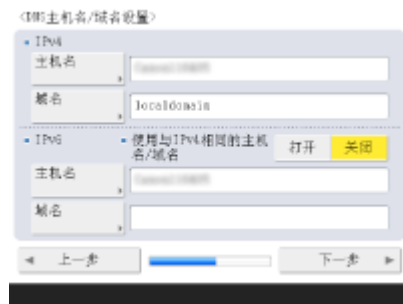 <DNS主机名/域名设置>
IPv4
主机名
域名
localdomain
IPv6
使用与IPv4相同的主机名/域名
打开
关闭
主机名
域名
上一步
下一步